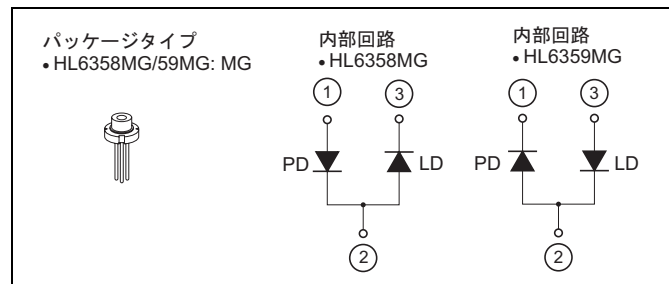 パッケージタイプ
• HL6358MG/59MG: MG
内部回路
• HL6358MG
1 3
PD LD
2
内部回路
• HL6359MG
1 3
PD LD
2